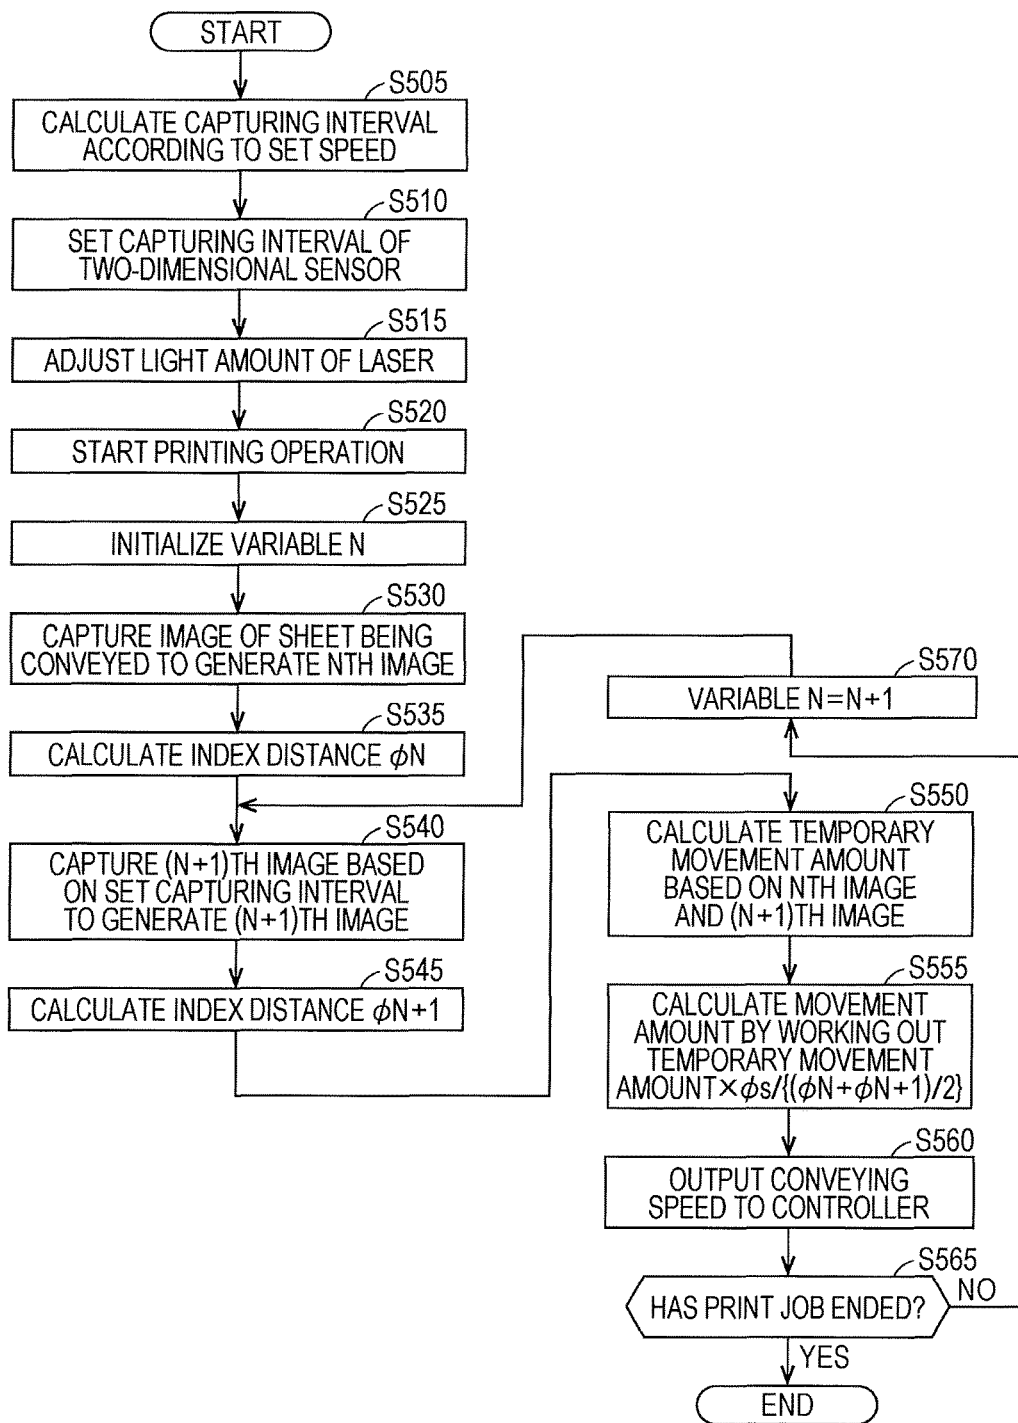 START
S505
CALCULATE CAPTURING INTERVAL
ACCORDING TO SET SPEED
S510
SET CAPTURING INTERVAL OF
TWO-DIMENSIONAL SENSOR
S515
ADJUST LIGHT AMOUNT OF LASER
S520
START PRINTING OPERATION
S525
INITIALIZE VARIABLE N
S530
CAPTURE IMAGE OF SHEET BEING
CONVEYED TO GENERATE NTH IMAGE
S535
CALCULATE INDEX DISTANCE ϕN
S540
CAPTURE (N+1)TH IMAGE BASED
ON SET CAPTURING INTERVAL
TO GENERATE (N+1)TH IMAGE
S545
CALCULATE INDEX DISTANCE ϕN+1
S550
CALCULATE TEMPORARY
MOVEMENT AMOUNT
BASED ON NTH IMAGE
AND (N+1)TH IMAGE
S555
CALCULATE MOVEMENT
AMOUNT BY WORKING OUT
TEMPORARY MOVEMENT
AMOUNT×ϕs/{(ϕN+ϕN+1)/2}
S560
OUTPUT CONVEYING
SPEED TO CONTROLLER
S565
HAS PRINT JOB ENDED?
NO
YES
END
S570
VARIABLE N=N+1